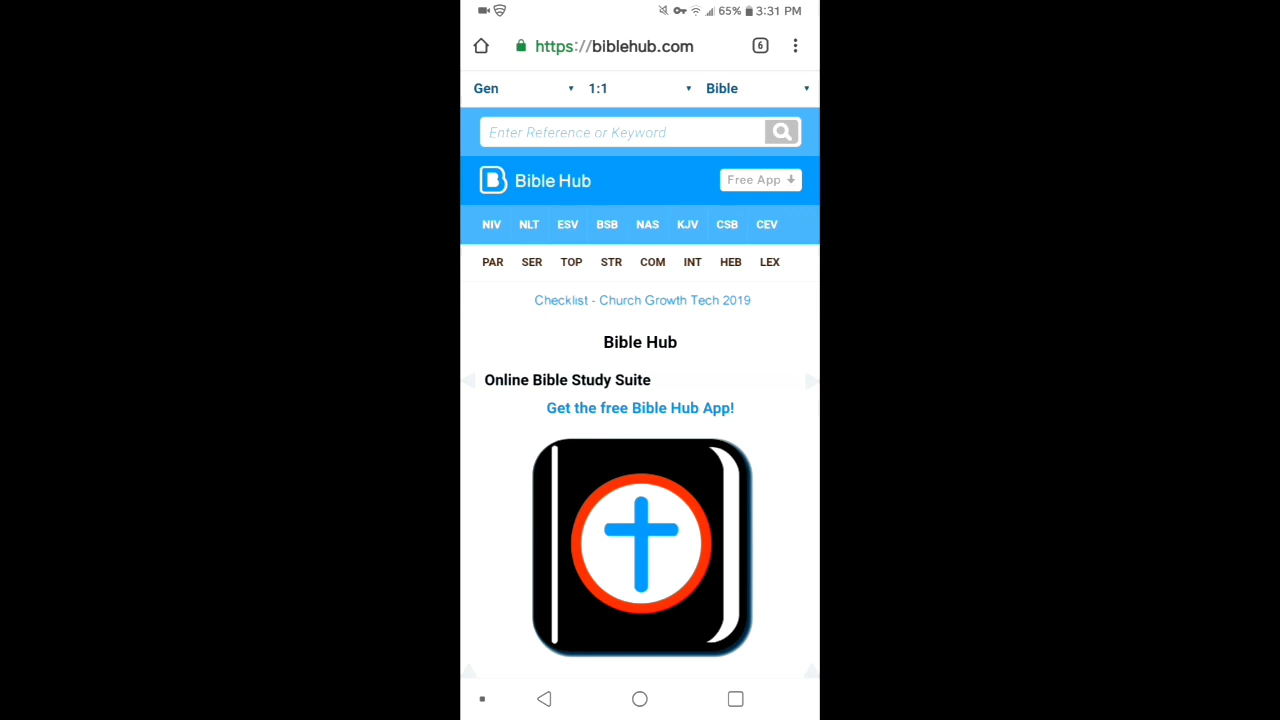 65% 3:31 PM
https://biblehub.com 6
Gen 1:1 Bible
Enter Reference or Keyword
Bible Hub Free App
NIV NLT ESV BSB NAS KJV CSB CEV
PAR SER TOP STR COM INT HEB LEX
Checklist - Church Growth Tech 2019
Bible Hub
Online Bible Study Suite
Get the free Bible Hub App!